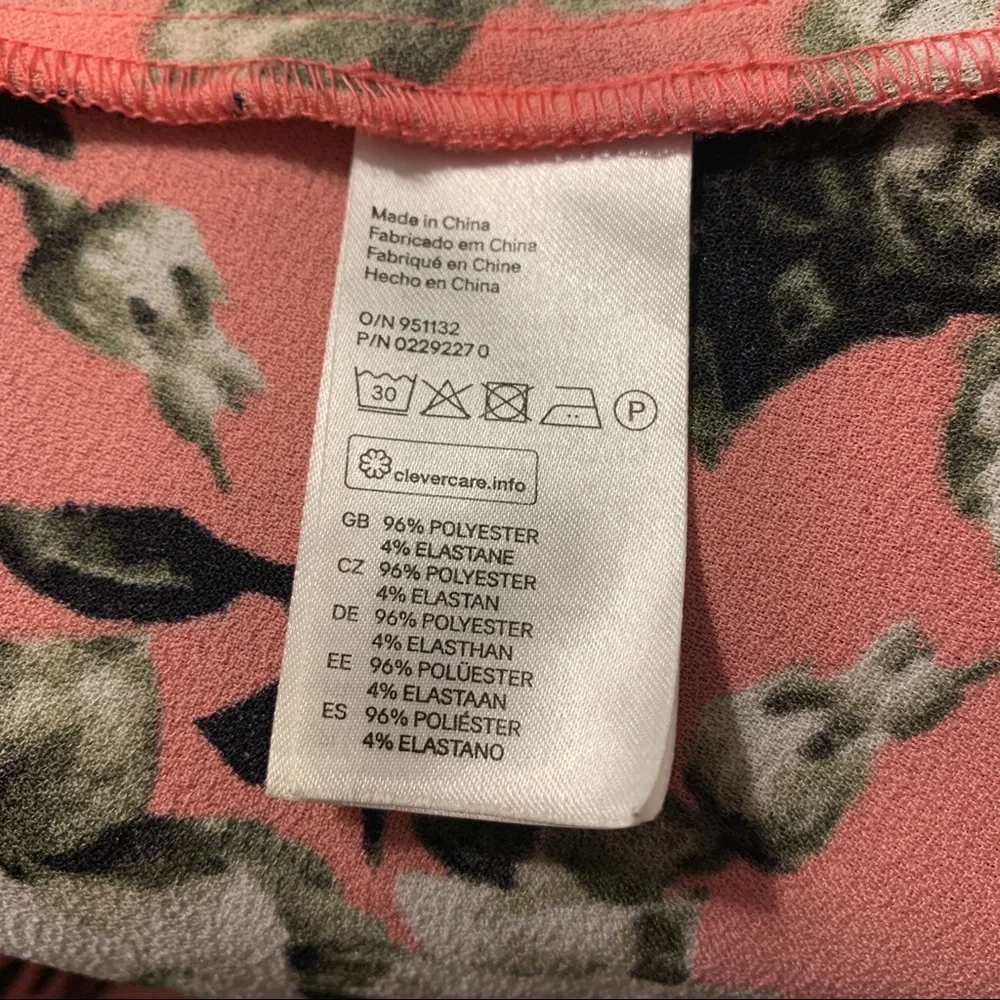 Made in China
Fabricado em China
Fabriqué en Chine
Hecho en China
O/N 951132
P/N 0229227 0
30 P
clevercare.info
GB 96% POLYESTER
4% ELASTANE
CZ 96% POLYESTER
4% ELASTAN
DE 96% POLYESTER
4% ELASTHAN
EE 96% POLÜESTER
4% ELASTAAN
ES 96% POLIÉSTER
4% ELASTANO